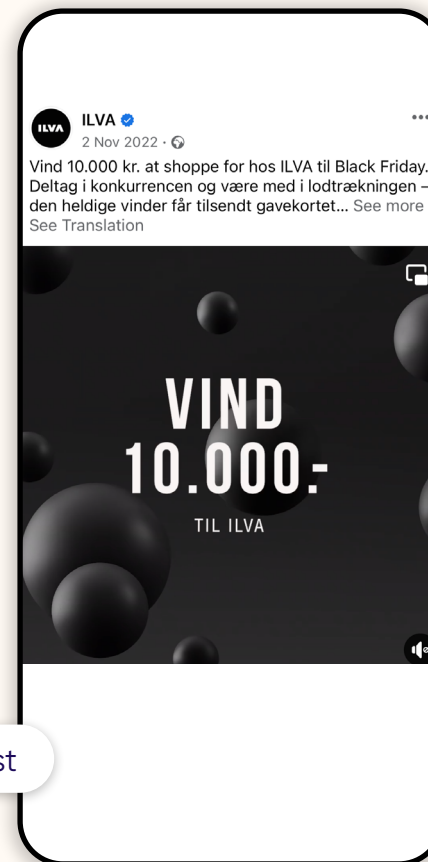 ILVA
ILVA
2 Nov 2022 ·
Vind 10.000 kr. at shoppe for hos ILVA til Black Friday.
Deltag i konkurrencen og være med i lodtrækningen –
den heldige vinder får tilsendt gavekortet... See more
See Translation
VIND
10.000.-
TIL ILVA
st